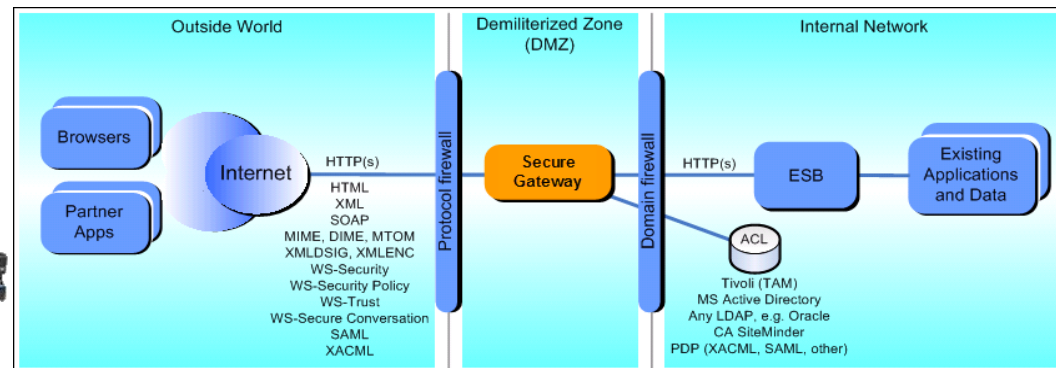 Outside World
Demiliterized Zone
(DMZ)
Internal Network
Browsers
Partner
Apps
Internet
HTTP(s)
HTML
XML
SOAP
MIME, DIME, MTOM
XMLDSIG, XMLENC
WS-Security
WS-Security Policy
WS-Trust
WS-Secure Conversation
SAML
XACML
Protocol firewall
Secure
Gateway
Domain firewall
HTTP(s)
ESB
Existing
Applications
and Data
ACL
Tivoli (TAM)
MS Active Directory
Any LDAP, e.g. Oracle
CA SiteMinder
PDP (XACML, SAML, other)